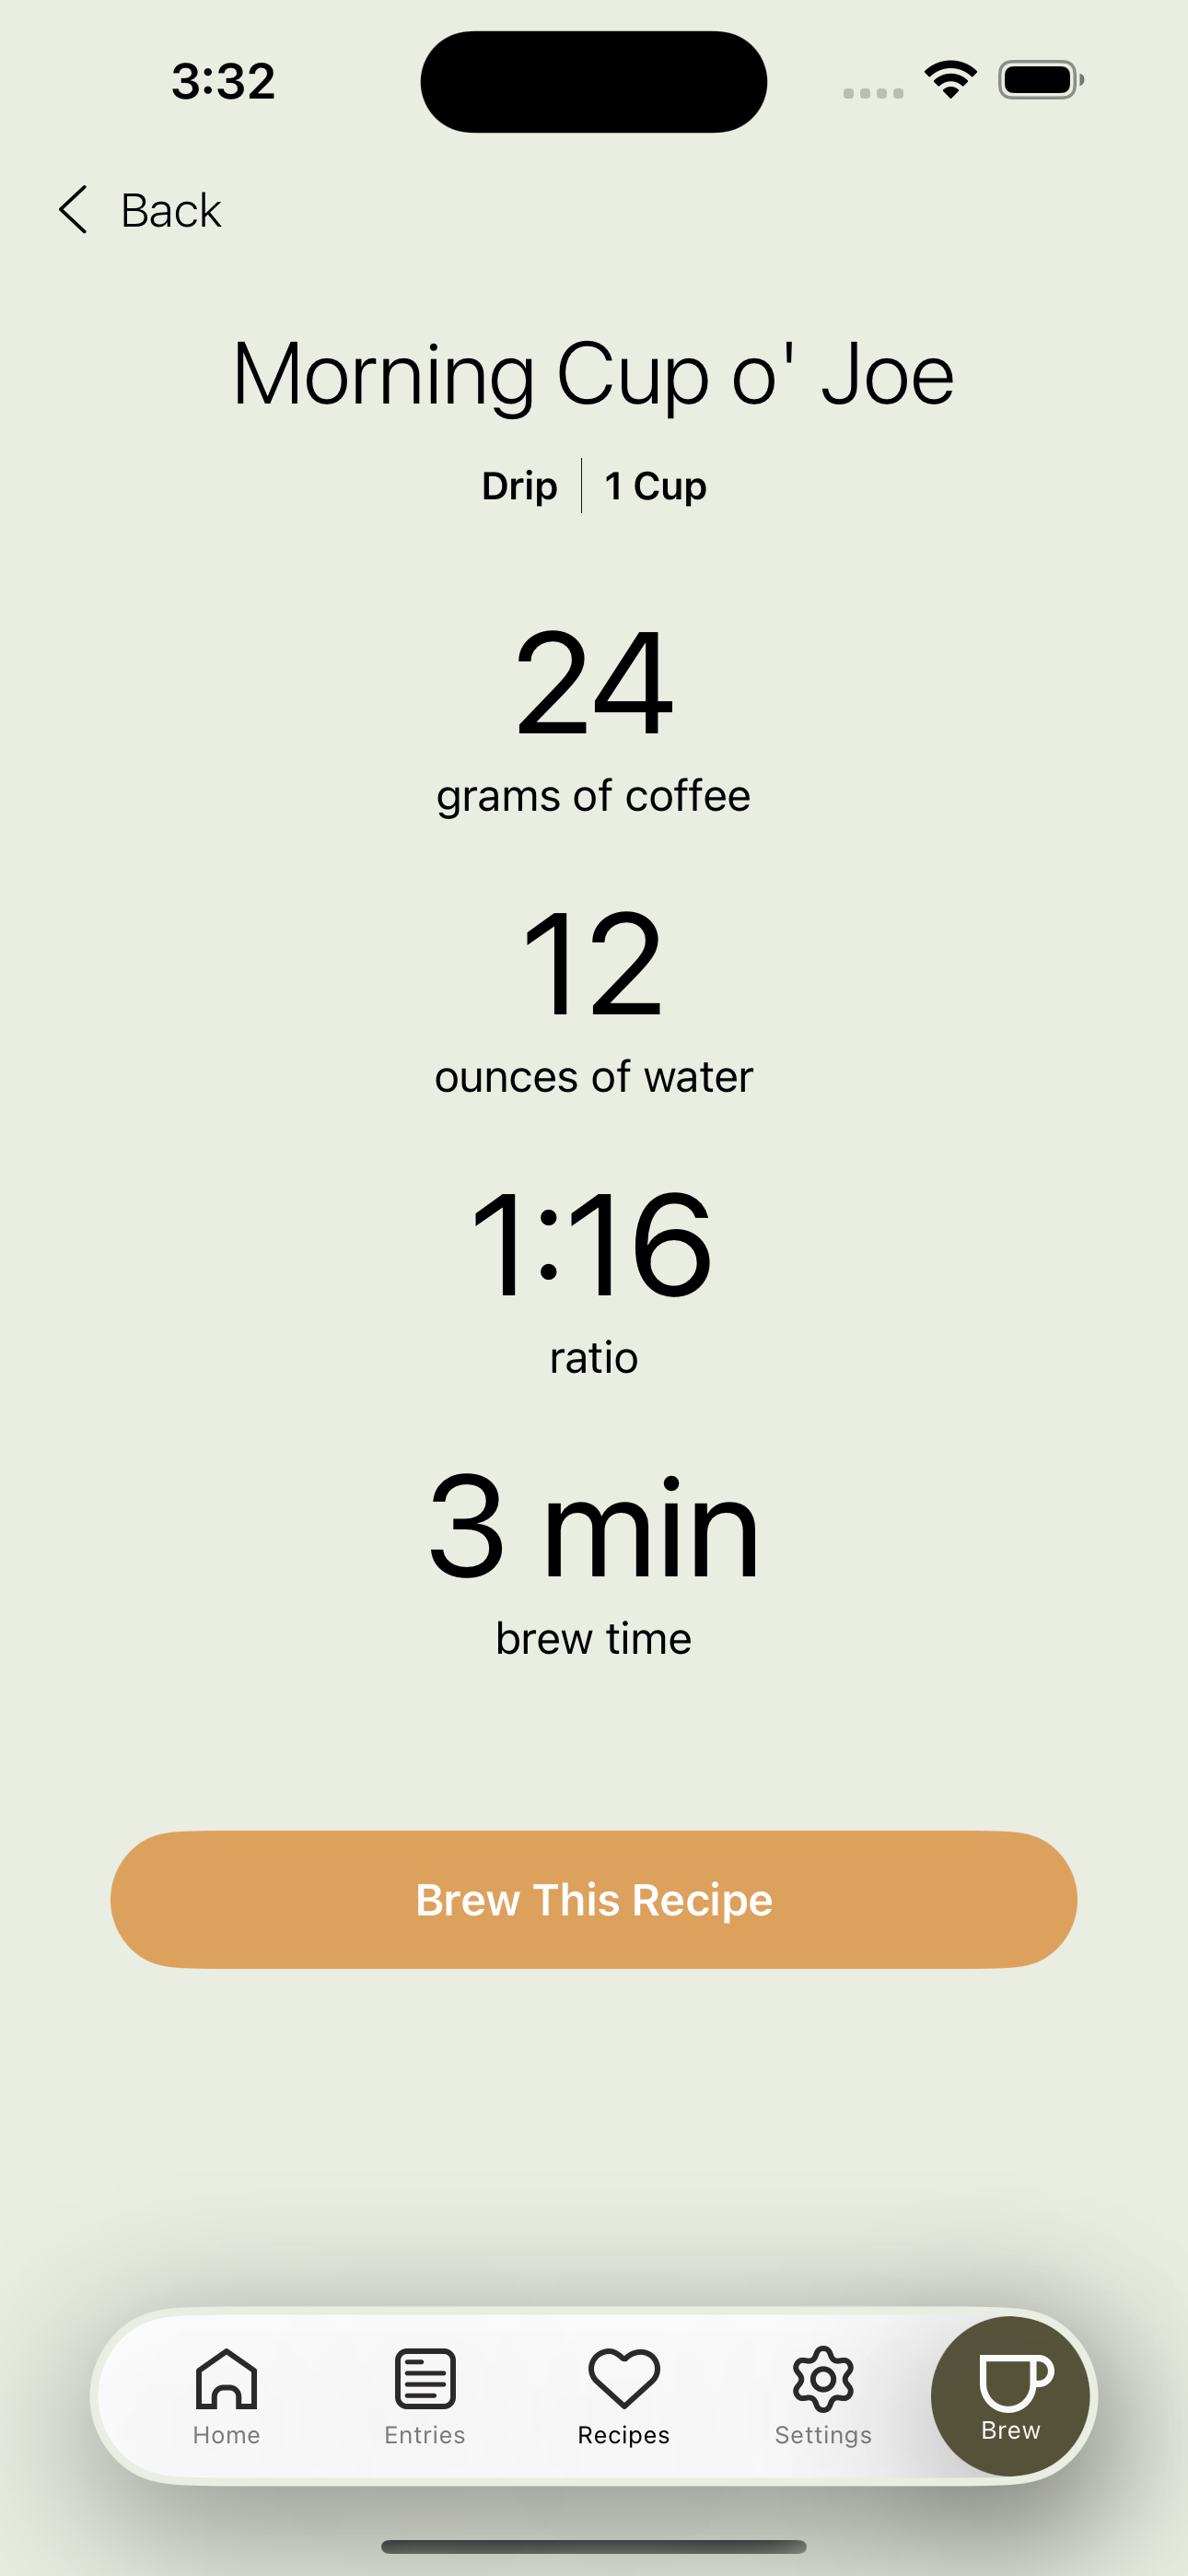 3:32
Back
Morning Cup o' Joe
Drip | 1 Cup
24
grams of coffee
12
ounces of water
1:16
ratio
3 min
brew time
Brew This Recipe
Home
Entries
Recipes
Settings
Brew